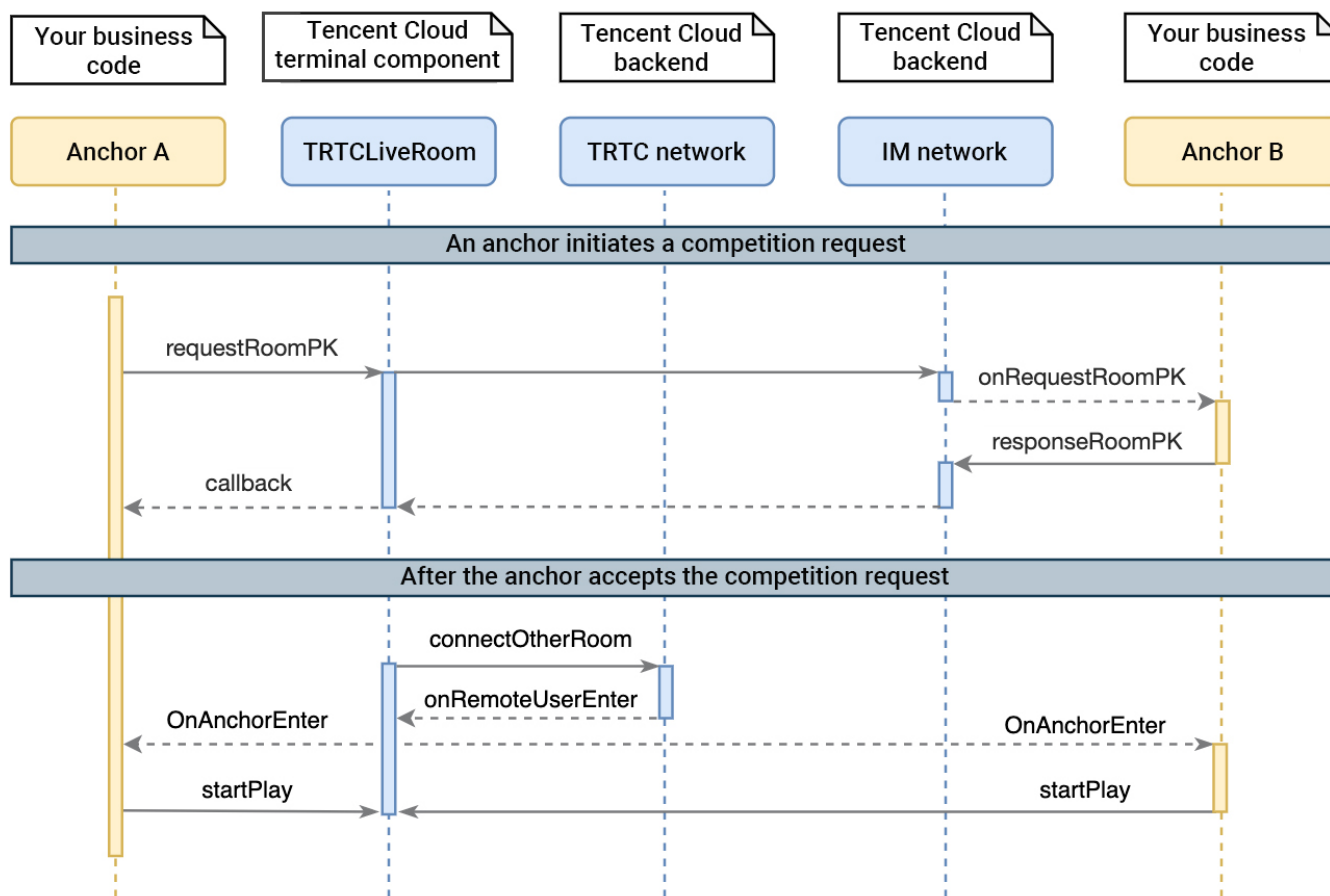 Your business
code
Tencent Cloud
terminal component
Tencent Cloud
backend
Tencent Cloud
backend
Your business
code
Anchor A
TRTCLiveRoom
TRTC network
IM network
Anchor B
An anchor initiates a competition request
requestRoomPK
onRequestRoomPK
responseRoomPK
callback
After the anchor accepts the competition request
connectOtherRoom
onRemoteUserEnter
OnAnchorEnter
OnAnchorEnter
startPlay
startPlay